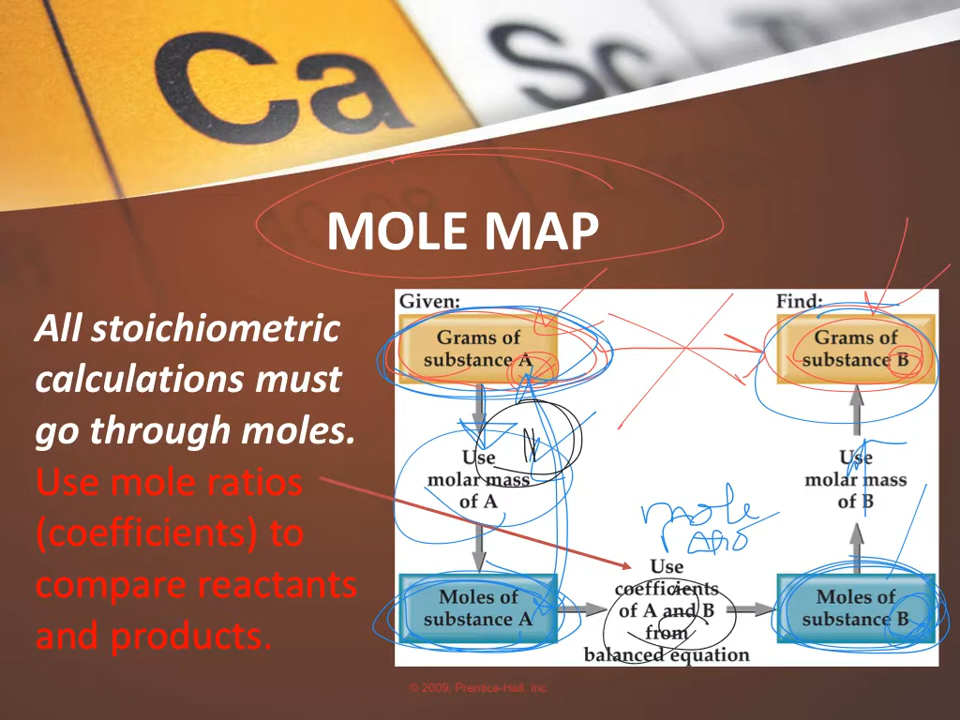 Ca
Sc
MOLE MAP
All stoichiometric
calculations must
go through moles.
Use mole ratios
(coefficients) to
compare reactants
and products.
Given:
Find:
Grams of
substance A
Grams of
substance B
Use
molar mass
of A
Use
molar mass
of B
mole
ratio
Moles of
substance A
Use
coefficients
of A and B
from
balanced equation
Moles of
substance B
© 2009, Prentice-Hall, Inc